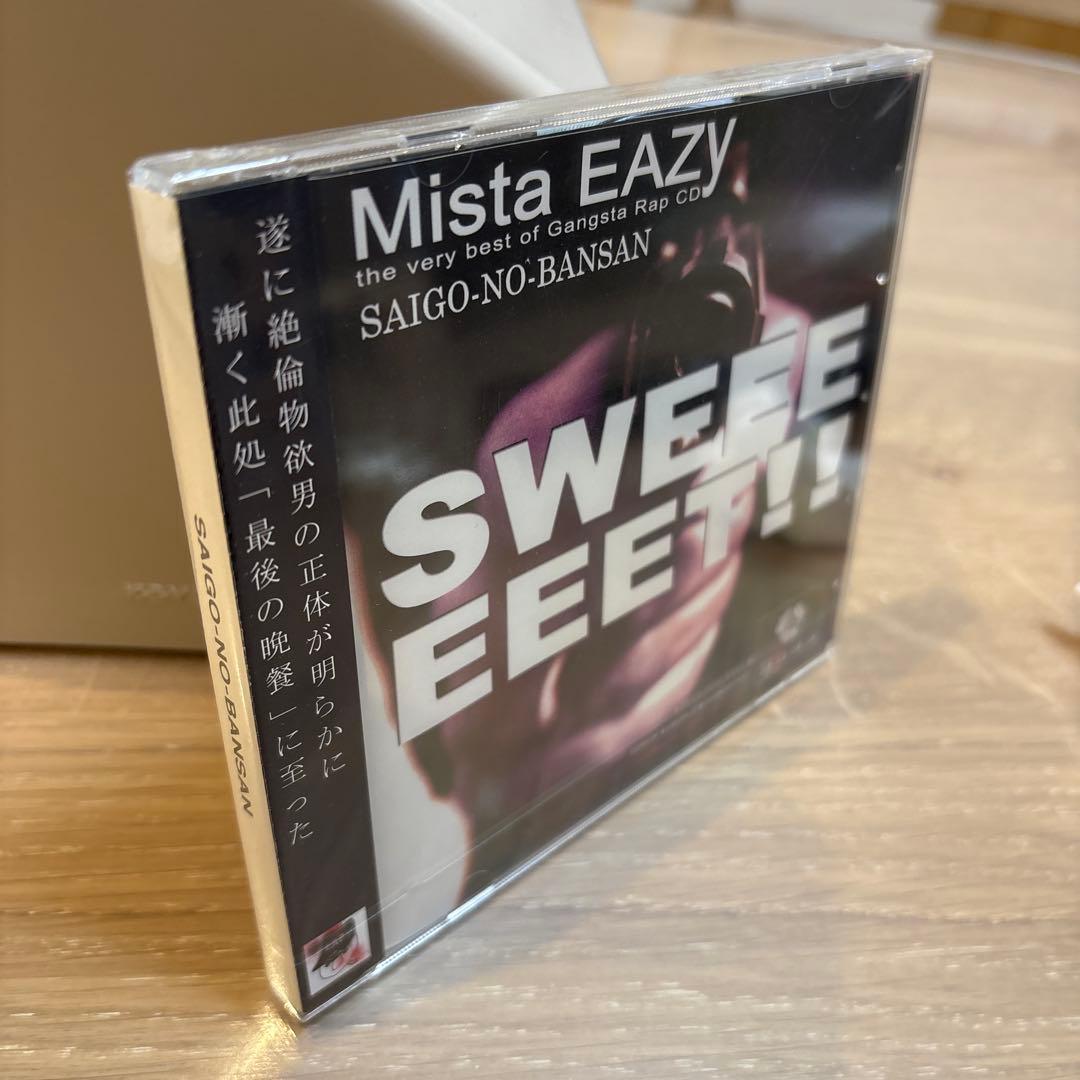 Mista EAZy
the very best of Gangsta Rap CD
SAIGO-NO-BANSAN
SWEEEE
EEET!!
遂に絶倫物欲男の正体が明らかに
漸く此処「最後の晩餐」に至った
SAIGO-NO-BANSAN